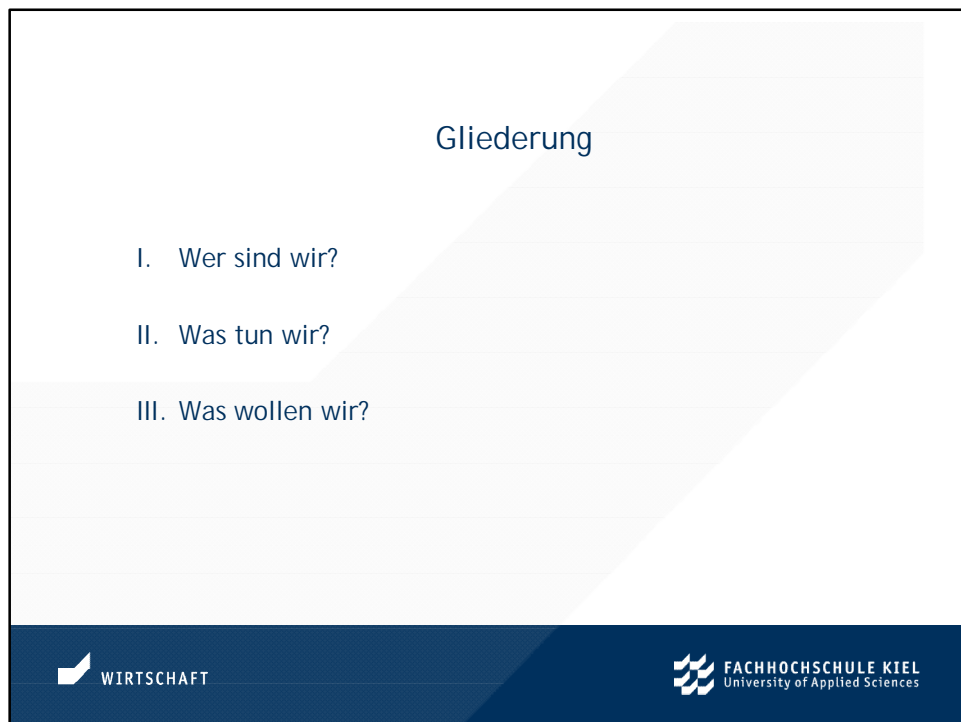 Gliederung
I. Wer sind wir?
II. Was tun wir?
III. Was wollen wir?
WIRTSCHAFT
FACHHOCHSCHULE KIEL
University of Applied Sciences